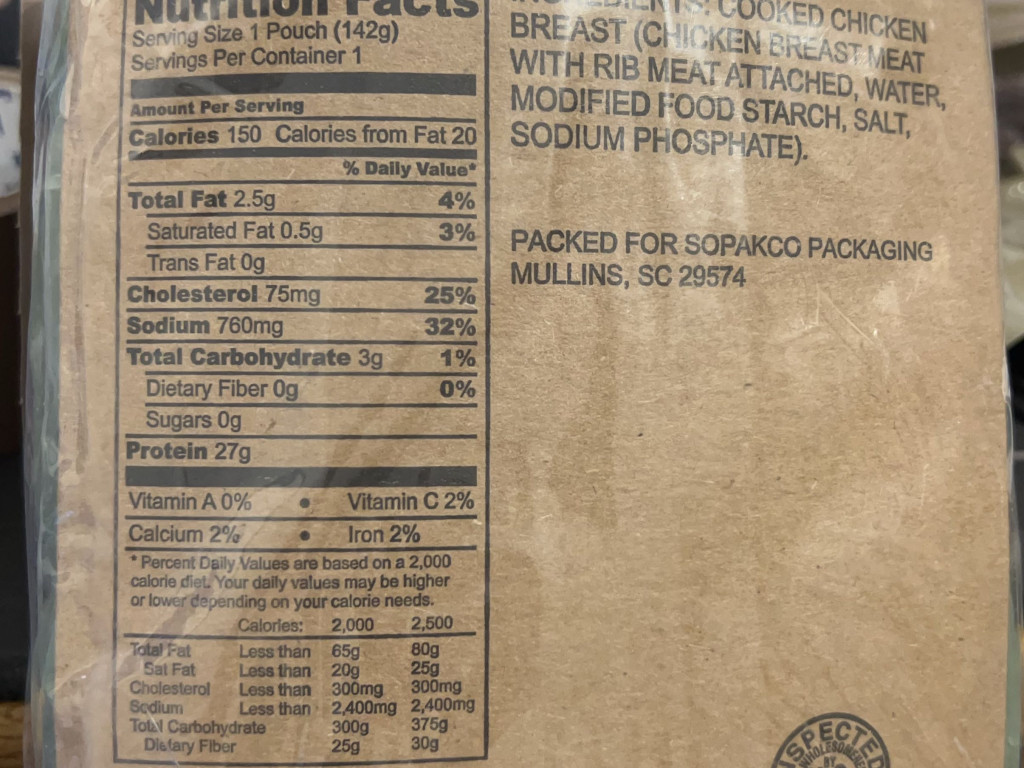 Nutrition Facts
Serving Size 1 Pouch (142g)
Servings Per Container 1
Amount Per Serving
Calories 150 Calories from Fat 20
% Daily Value*
Total Fat 2.5g 4%
Saturated Fat 0.5g 3%
Trans Fat 0g
Cholesterol 75mg 25%
Sodium 760mg 32%
Total Carbohydrate 3g 1%
Dietary Fiber 0g 0%
Sugars 0g
Protein 27g
Vitamin A 0% • Vitamin C 2%
Calcium 2% • Iron 2%
* Percent Daily Values are based on a 2,000
calorie diet. Your daily values may be higher
or lower depending on your calorie needs.
Calories: 2,000 2,500
Total Fat Less than 65g 80g
Sat Fat Less than 20g 25g
Cholesterol Less than 300mg 300mg
Sodium Less than 2,400mg 2,400mg
Total Carbohydrate 300g 375g
Dietary Fiber 25g 30g
INGREDIENTS: COOKED CHICKEN
BREAST (CHICKEN BREAST MEAT
WITH RIB MEAT ATTACHED, WATER,
MODIFIED FOOD STARCH, SALT,
SODIUM PHOSPHATE).
PACKED FOR SOPAKCO PACKAGING
MULLINS, SC 29574